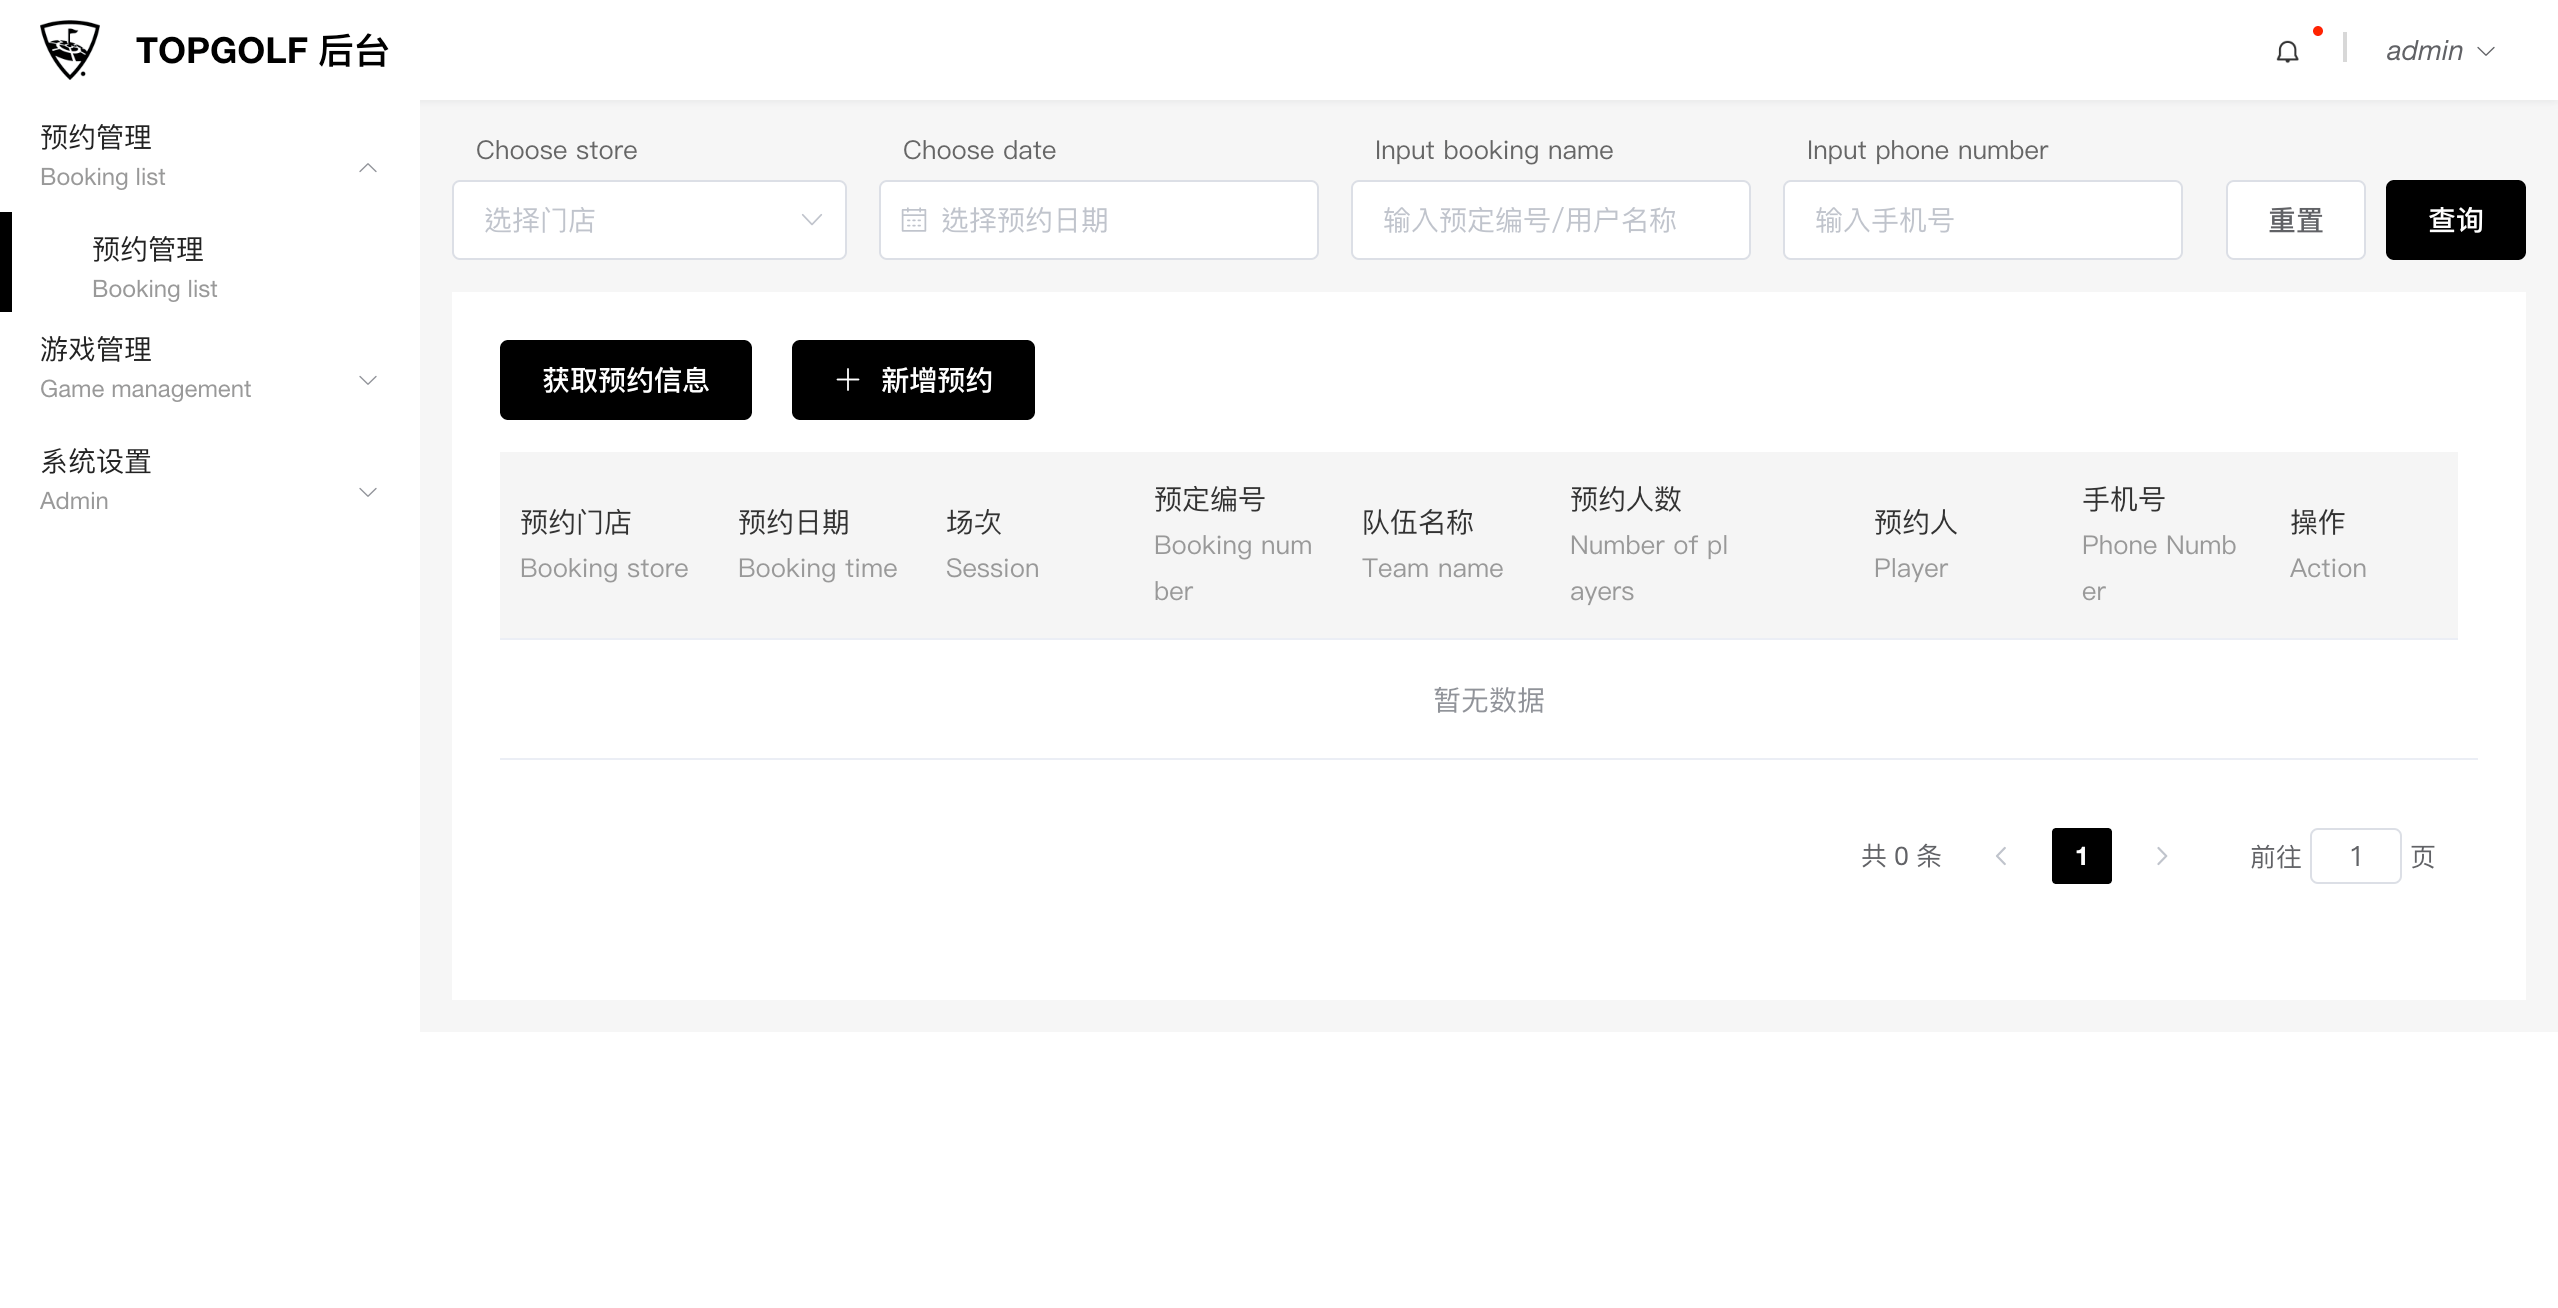 TOPGOLF 后台
admin
预约管理
Booking list
预约管理
Booking list
游戏管理
Game management
系统设置
Admin
Choose store
Choose date
Input booking name
Input phone number
选择门店
选择预约日期
输入预定编号/用户名称
输入手机号
重置
查询
获取预约信息
新增预约
预约门店
Booking store
预约日期
Booking time
场次
Session
预定编号
Booking num
ber
队伍名称
Team name
预约人数
Number of pl
ayers
预约人
Player
手机号
Phone Numb
er
操作
Action
暂无数据
共 0 条
1
前往 1 页